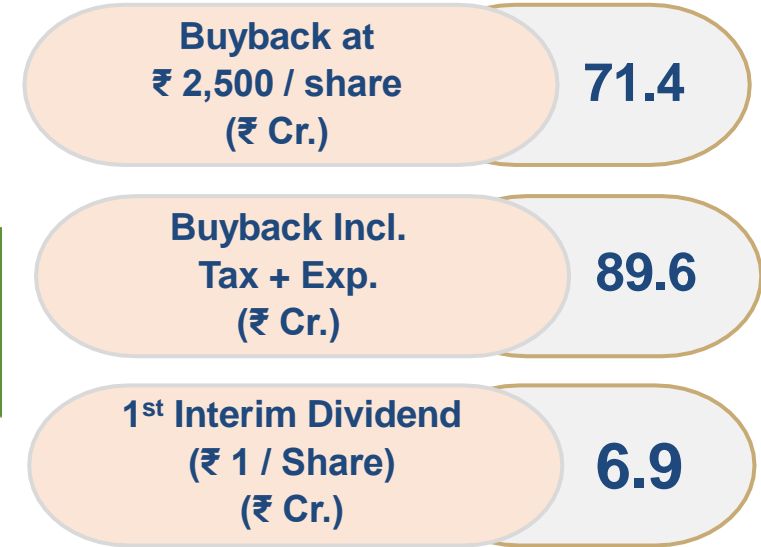 Buyback at
₹ 2,500 / share
(₹ Cr.)
71.4
Buyback Incl.
Tax + Exp.
(₹ Cr.)
89.6
1st Interim Dividend
(₹ 1 / Share)
(₹ Cr.)
6.9